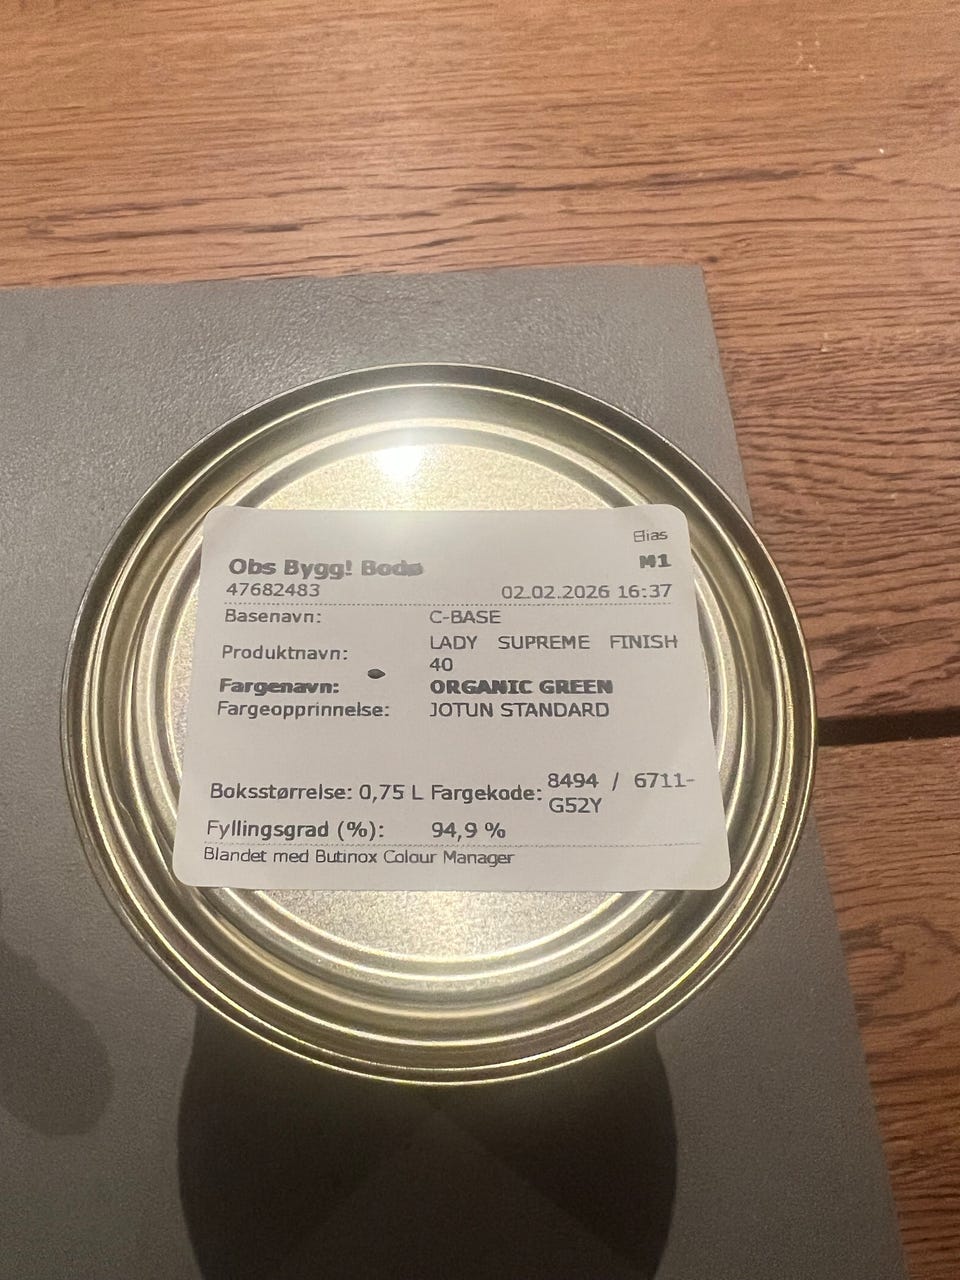 Elias
Obs Bygg! Bodø M1
47682483 02.02.2026 16:37
Basenavn: C-BASE
Produktnavn: LADY SUPREME FINISH
40
Fargenavn: ORGANIC GREEN
Fargeopprinnelse: JOTUN STANDARD
Boksstørrelse: 0,75 L Fargekode: 8494 / 6711-
G52Y
Fyllingsgrad (%): 94,9 %
Blandet med Butinox Colour Manager